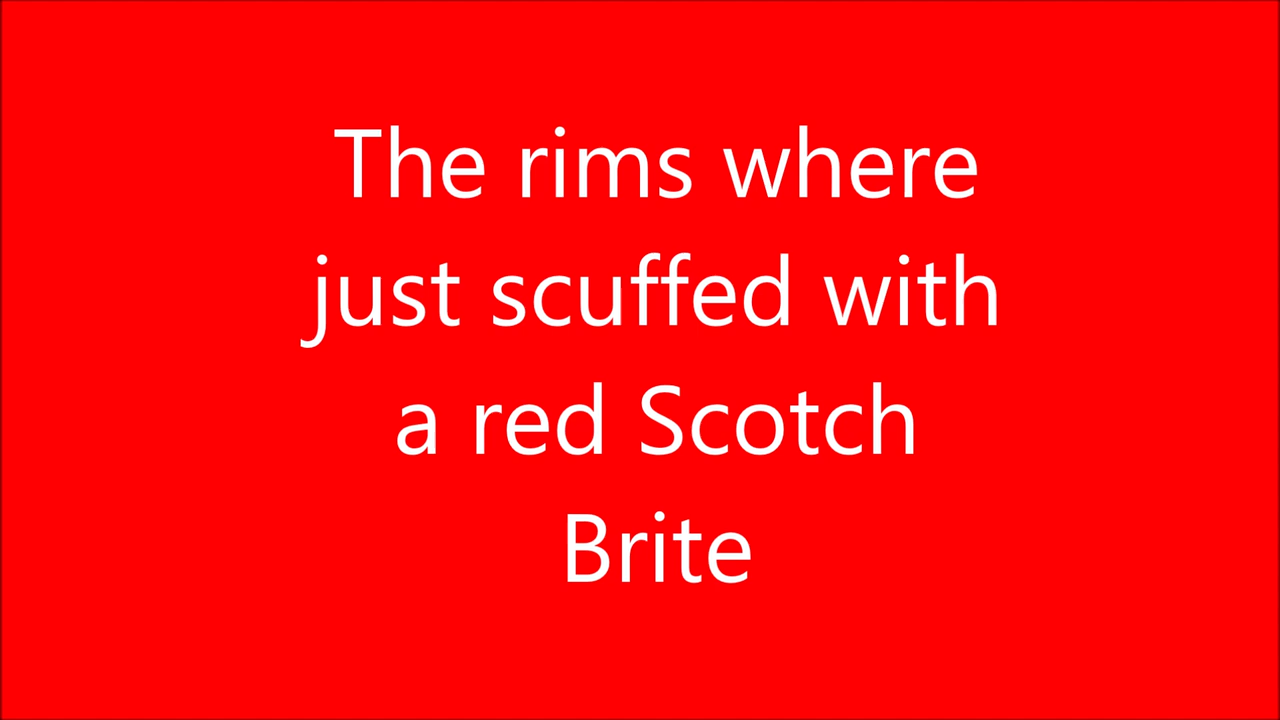 The rims where
just scuffed with
a red Scotch
Brite